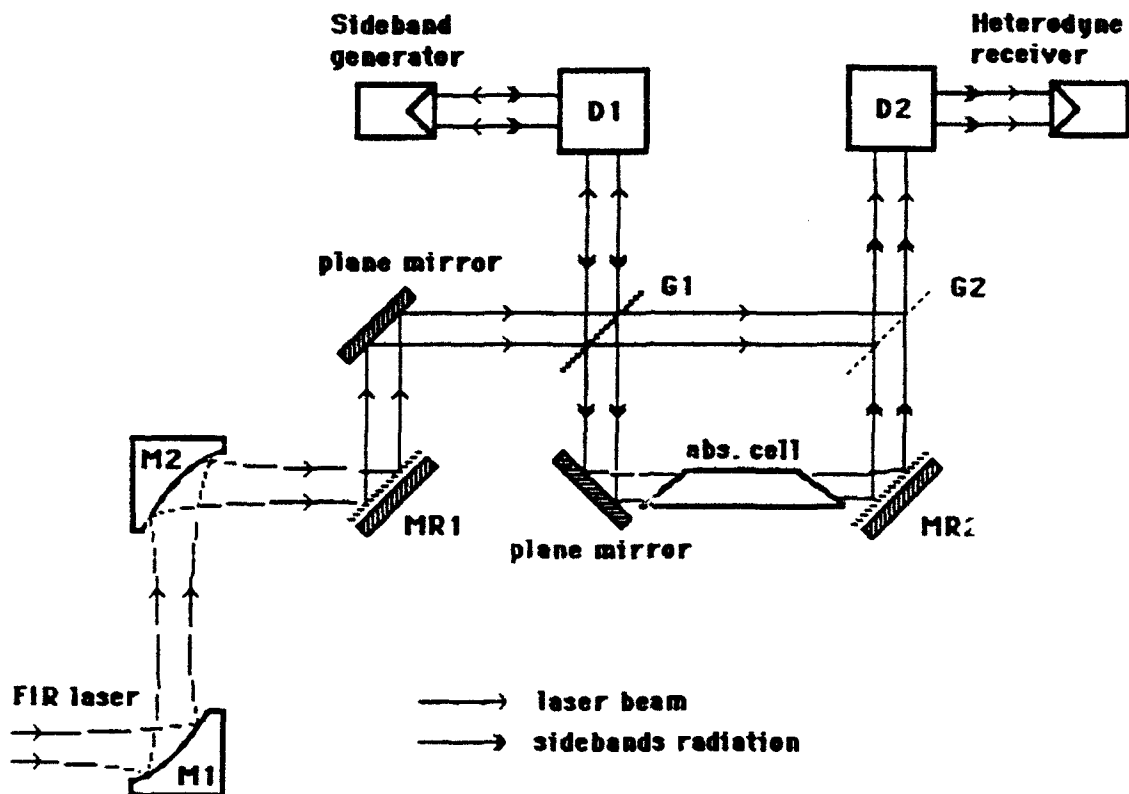 Sideband
generator
Heterodyne
receiver
D1
D2
plane mirror
G1
G2
M2
abs. cell
MR1
MR2
plane mirror
FIR laser
laser beam
sidebands radiation
M1